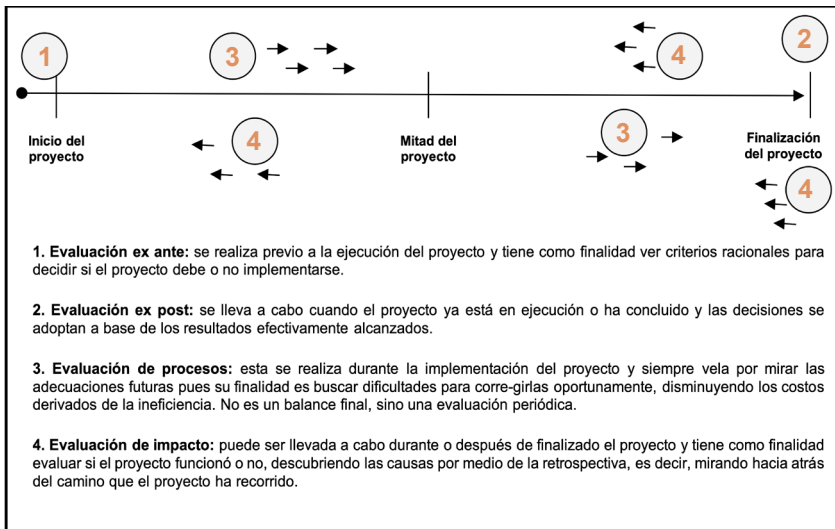 1
3
4
2
4
3
4
Inicio del
proyecto
Mitad del
proyecto
Finalización
del proyecto
1. Evaluación ex ante: se realiza previo a la ejecución del proyecto y tiene como finalidad ver criterios racionales para
decidir si el proyecto debe o no implementarse.
2. Evaluación ex post: se lleva a cabo cuando el proyecto ya está en ejecución o ha concluido y las decisiones se
adoptan a base de los resultados efectivamente alcanzados.
3. Evaluación de procesos: esta se realiza durante la implementación del proyecto y siempre vela por mirar las
adecuaciones futuras pues su finalidad es buscar dificultades para corre-girlas oportunamente, disminuyendo los costos
derivados de la ineficiencia. No es un balance final, sino una evaluación periódica.
4. Evaluación de impacto: puede ser llevada a cabo durante o después de finalizado el proyecto y tiene como finalidad
evaluar si el proyecto funcionó o no, descubriendo las causas por medio de la retrospectiva, es decir, mirando hacia atrás
del camino que el proyecto ha recorrido.